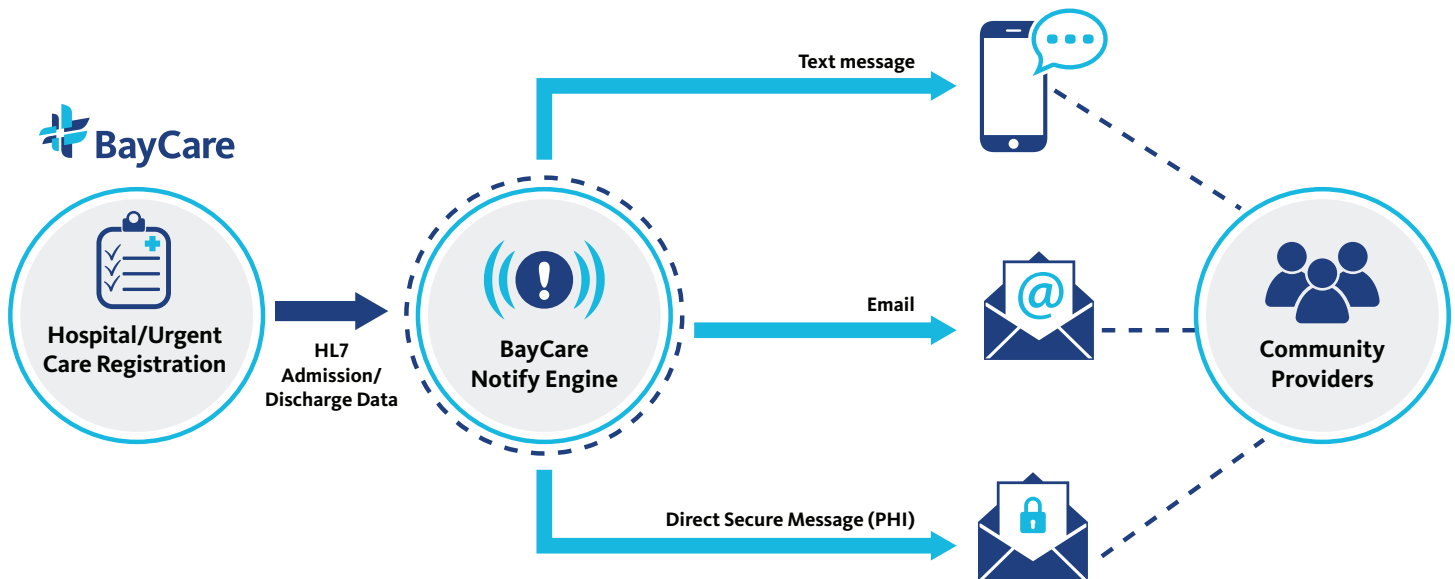 BayCare
Hospital/Urgent
Care Registration
HL7
Admission/
Discharge Data
BayCare
Notify Engine
Text message
Email
@
Direct Secure Message (PHI)
Community
Providers